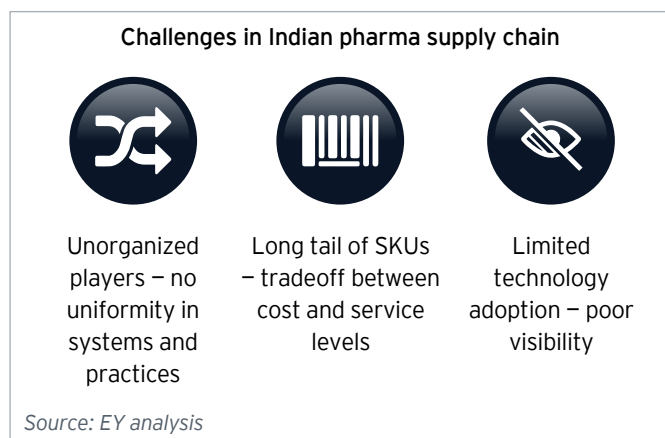 Challenges in Indian pharma supply chain
Unorganized
players – no
uniformity in
systems and
practices
Long tail of SKUs
– tradeoff between
cost and service
levels
Limited
technology
adoption – poor
visibility
Source: EY analysis